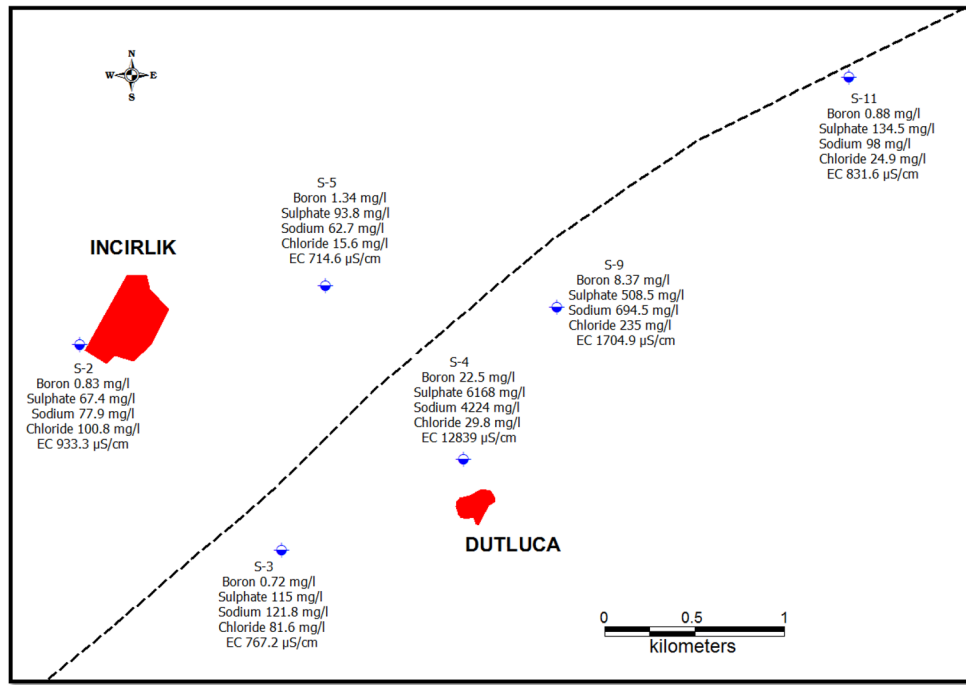 N
W E
S
S-11
Boron 0.88 mg/l
Sulphate 134.5 mg/l
Sodium 98 mg/l
Chloride 24.9 mg/l
EC 831.6 µS/cm
S-5
Boron 1.34 mg/l
Sulphate 93.8 mg/l
Sodium 62.7 mg/l
Chloride 15.6 mg/l
EC 714.6 µS/cm
INCIRLIK
S-9
Boron 8.37 mg/l
Sulphate 508.5 mg/l
Sodium 694.5 mg/l
Chloride 235 mg/l
EC 1704.9 µS/cm
S-2
Boron 0.83 mg/l
Sulphate 67.4 mg/l
Sodium 77.9 mg/l
Chloride 100.8 mg/l
EC 933.3 µS/cm
S-4
Boron 22.5 mg/l
Sulphate 6168 mg/l
Sodium 4224 mg/l
Chloride 29.8 mg/l
EC 12839 µS/cm
DUTLUCA
S-3
Boron 0.72 mg/l
Sulphate 115 mg/l
Sodium 121.8 mg/l
Chloride 81.6 mg/l
EC 767.2 µS/cm
0 0.5 1
kilometers